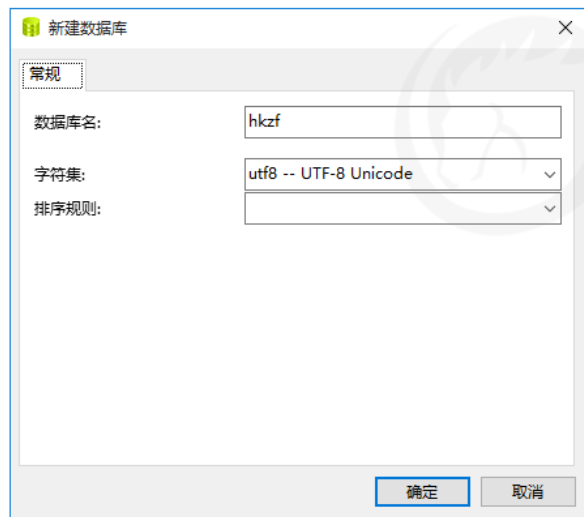 新建数据库
常规
数据库名: hkzf
字符集: utf8 -- UTF-8 Unicode
排序规则:
确定 取消